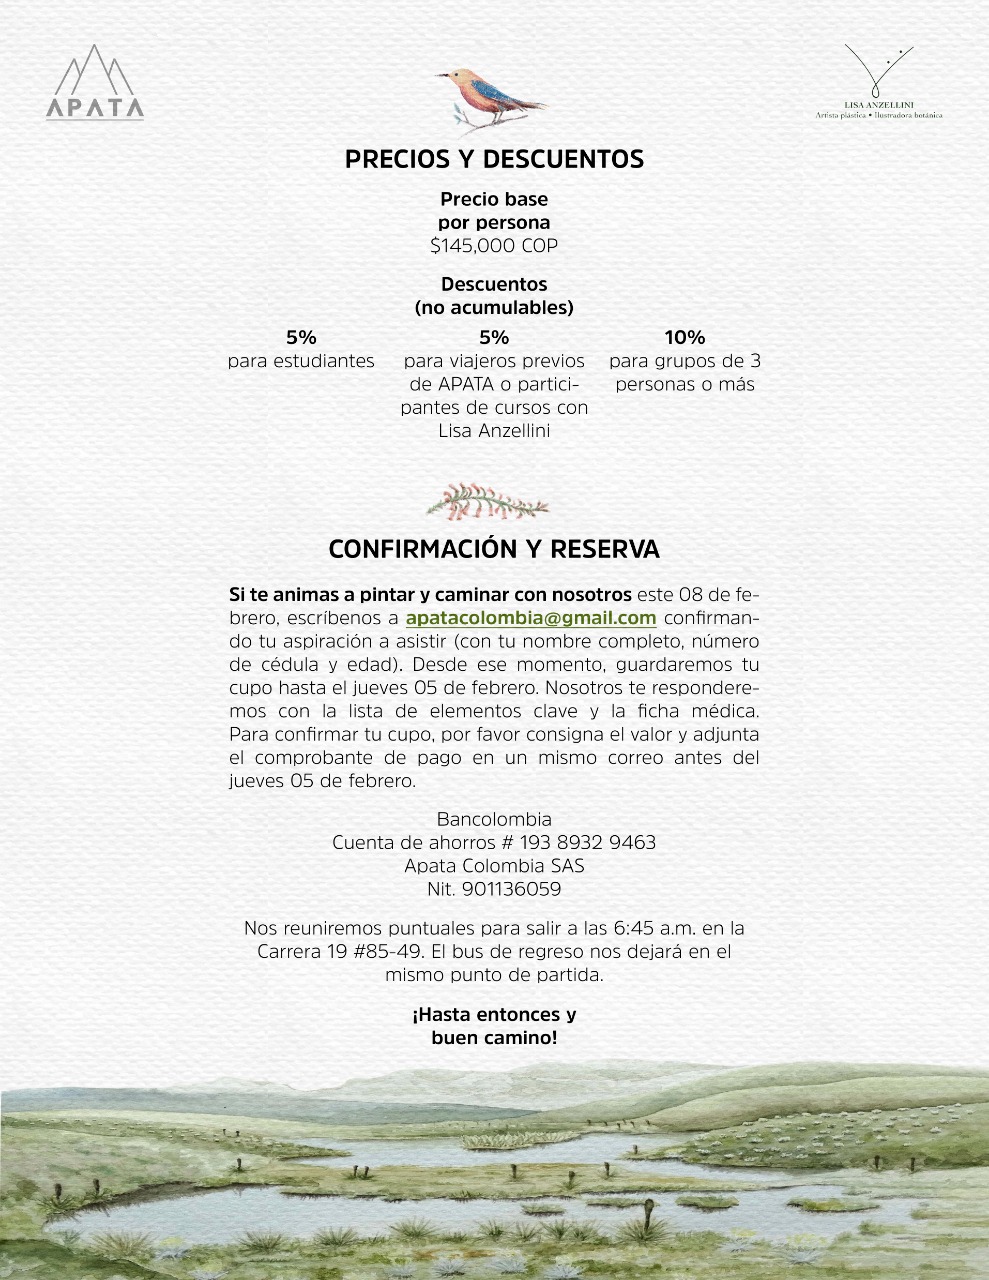 APATA
LISA ANZELLINI
Artista plástica • Ilustradora botánica
PRECIOS Y DESCUENTOS
Precio base
por persona
$145,000 COP
Descuentos
(no acumulables)
5%
para estudiantes
5%
para viajeros previos
de APATA o partici-
pantes de cursos con
Lisa Anzellini
10%
para grupos de 3
personas o más
CONFIRMACIÓN Y RESERVA
Si te animas a pintar y caminar con nosotros este 08 de fe-
brero, escríbenos a apatacolombia@gmail.com confirman-
do tu aspiración a asistir (con tu nombre completo, número
de cédula y edad). Desde ese momento, guardaremos tu
cupo hasta el jueves 05 de febrero. Nosotros te respondere-
mos con la lista de elementos clave y la ficha médica.
Para confirmar tu cupo, por favor consigna el valor y adjunta
el comprobante de pago en un mismo correo antes del
jueves 05 de febrero.
Bancolombia
Cuenta de ahorros # 193 8932 9463
Apata Colombia SAS
Nit. 901136059
Nos reuniremos puntuales para salir a las 6:45 a.m. en la
Carrera 19 #85-49. El bus de regreso nos dejará en el
mismo punto de partida.
¡Hasta entonces y
buen camino!